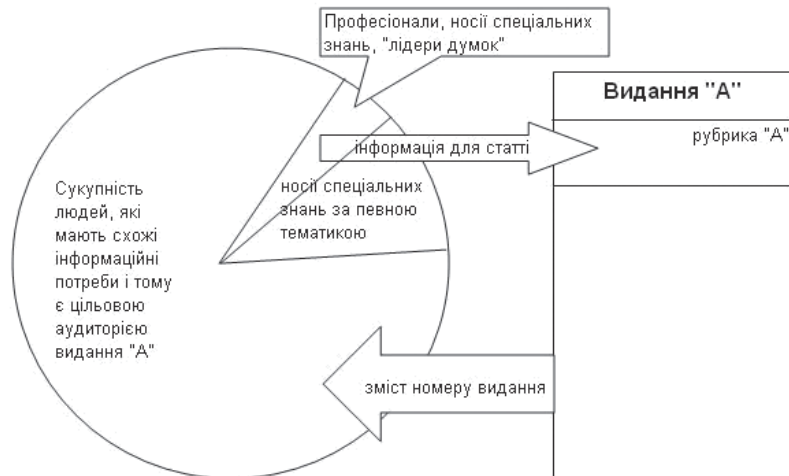 Професіонали, носії спеціальних
знань, "лідери думок"
Видання "А"
рубрика "А"
інформація для статті
носії спеціальних
знань за певною
тематикою
Сукупність
людей, які
мають схожі
інформаційні
потреби і тому
є цільовою
аудиторією
видання "А"
зміст номеру видання